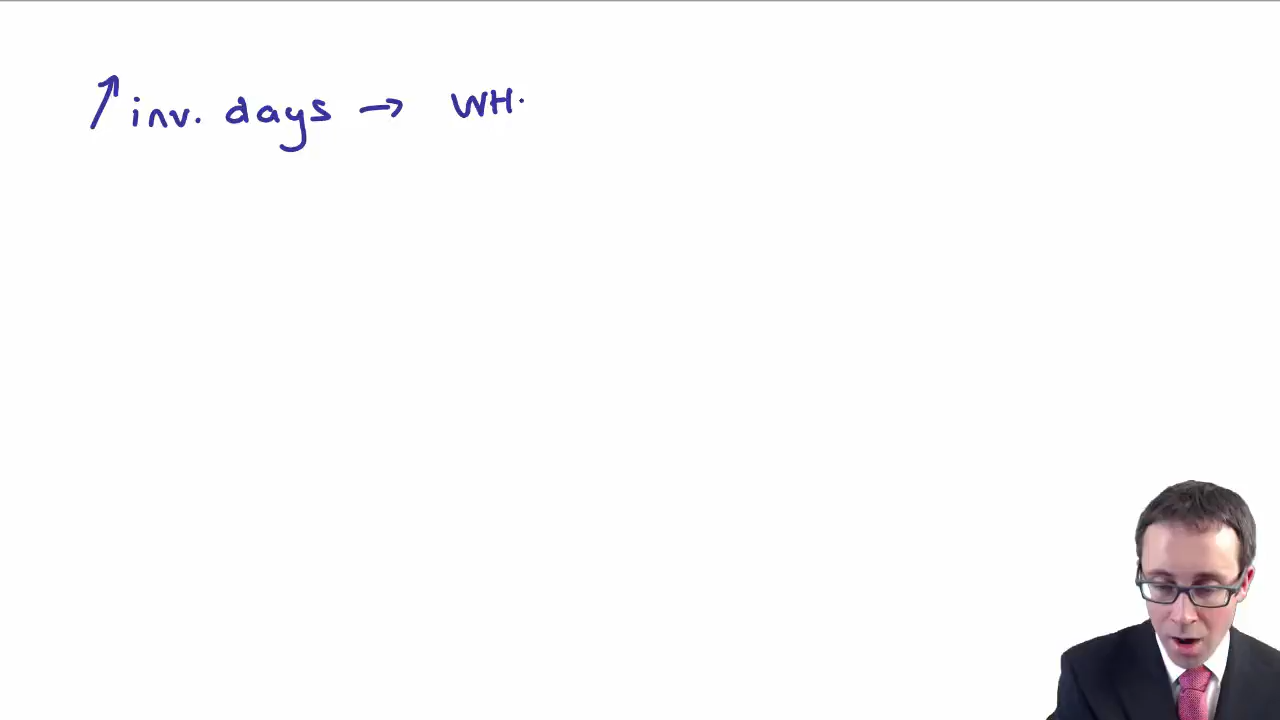 ↑ inv. days → WH.